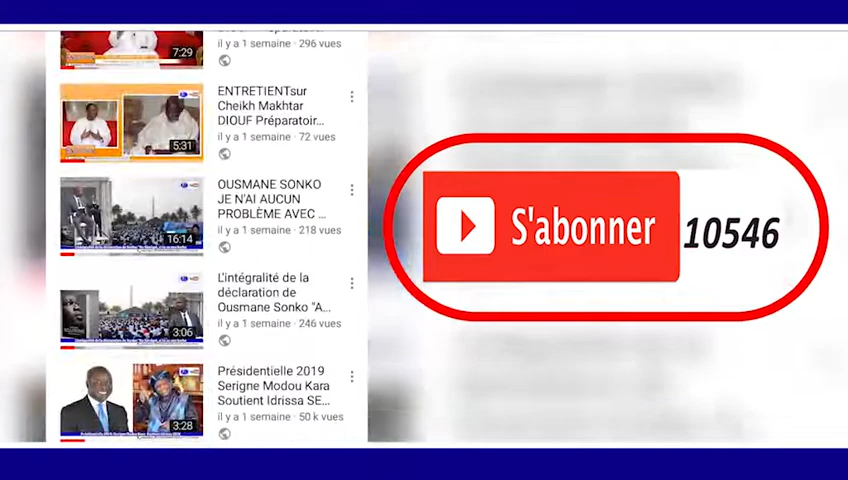 7:29
il y a 1 semaine · 296 vues
ENTRETIENTsur
Cheikh Makhtar
DIOUF Préparatoir...
il y a 1 semaine · 72 vues
5:31
OUSMANE SONKO
JE N'AI AUCUN
PROBLÈME AVEC ...
il y a 1 semaine · 218 vues
16:14
L'intégralité de la
déclaration de
Ousmane Sonko "A...
il y a 1 semaine · 246 vues
3:06
Présidentielle 2019
Serigne Modou Kara
Soutient Idrissa SE...
il y a 1 semaine · 50 k vues
3:28
S'abonner
10546